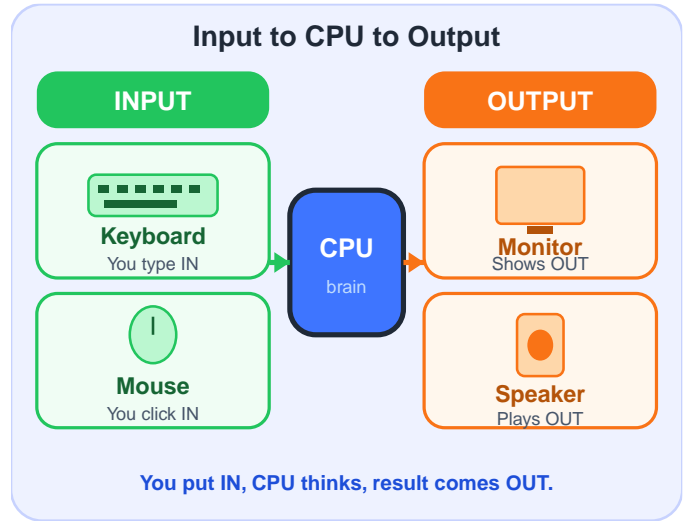 Input to CPU to Output
INPUT
OUTPUT
Keyboard
You type IN
Mouse
You click IN
CPU
brain
Monitor
Shows OUT
Speaker
Plays OUT
You put IN, CPU thinks, result comes OUT.